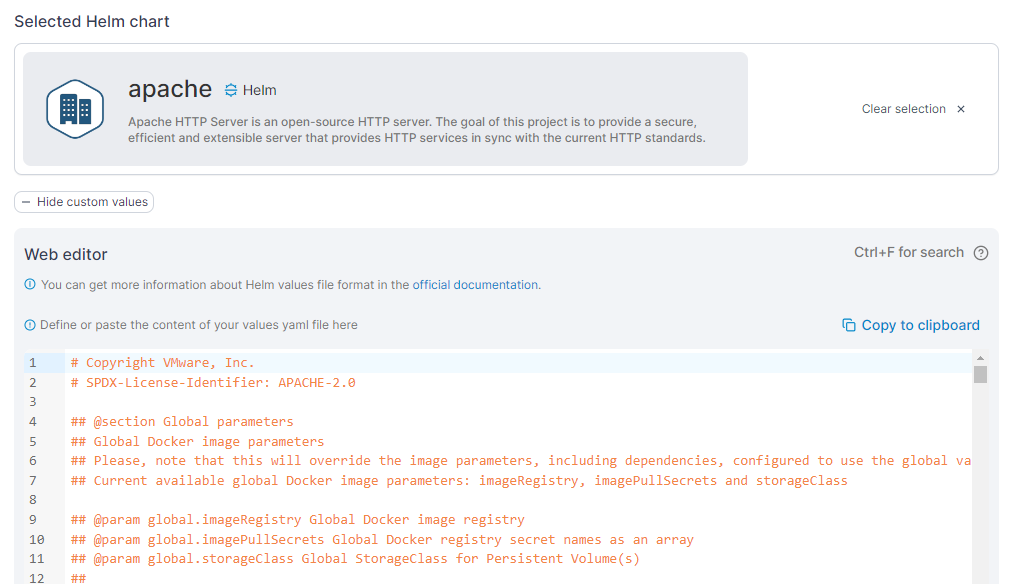 Selected Helm chart
apache Helm
Apache HTTP Server is an open-source HTTP server. The goal of this project is to provide a secure,
efficient and extensible server that provides HTTP services in sync with the current HTTP standards.
Clear selection ×
− Hide custom values
Web editor
Ctrl+F for search
You can get more information about Helm values file format in the official documentation.
Define or paste the content of your values yaml file here
Copy to clipboard
1 # Copyright VMware, Inc.
2 # SPDX-License-Identifier: APACHE-2.0
3
4 ## @section Global parameters
5 ## Global Docker image parameters
6 ## Please, note that this will override the image parameters, including dependencies, configured to use the global va
7 ## Current available global Docker image parameters: imageRegistry, imagePullSecrets and storageClass
8
9 ## @param global.imageRegistry Global Docker image registry
10 ## @param global.imagePullSecrets Global Docker registry secret names as an array
11 ## @param global.storageClass Global StorageClass for Persistent Volume(s)
12 ##